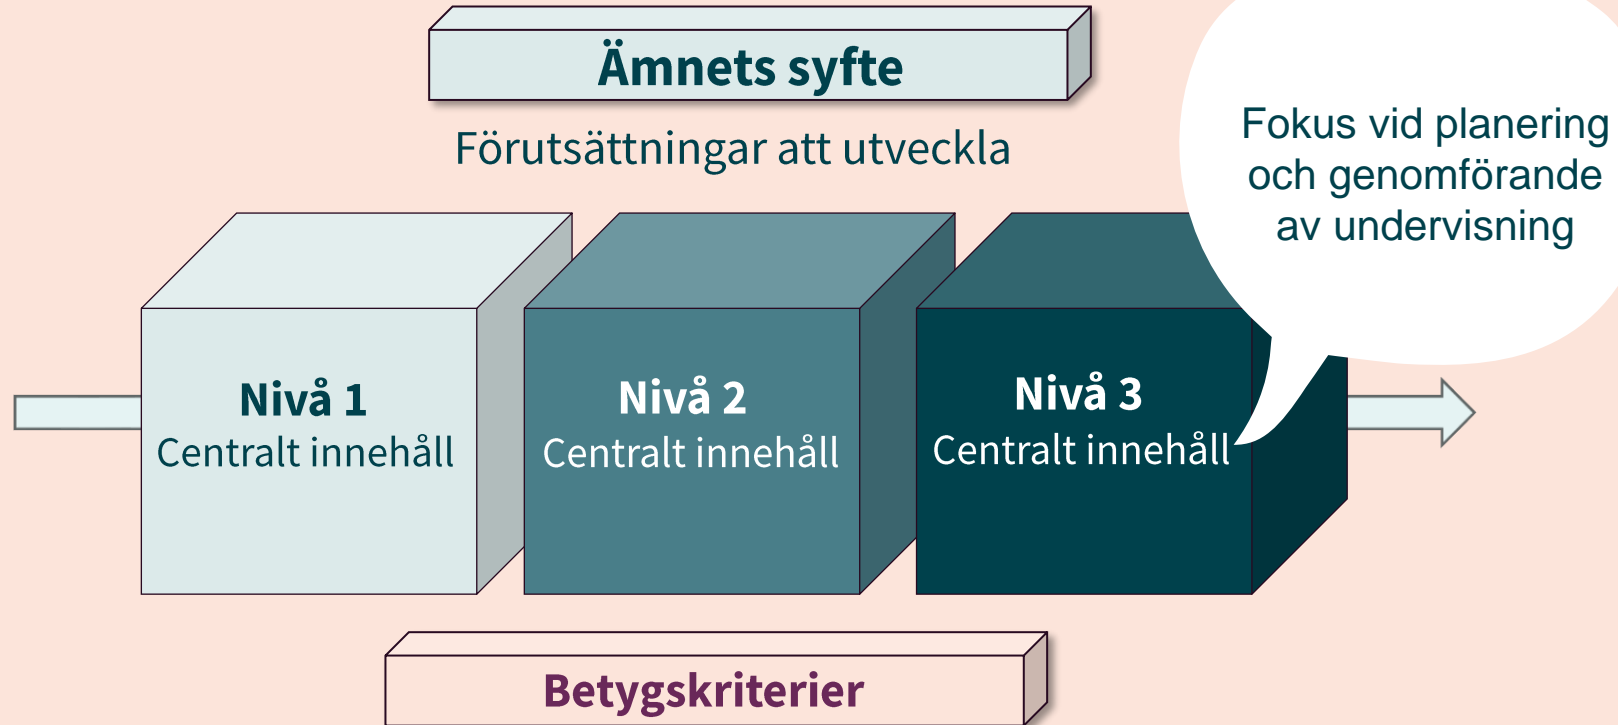 Ämnets syfte
Förutsättningar att utveckla
Fokus vid planering
och genomförande
av undervisning
Nivå 1
Centralt innehåll
Nivå 2
Centralt innehåll
Nivå 3
Centralt innehåll
Betygskriterier